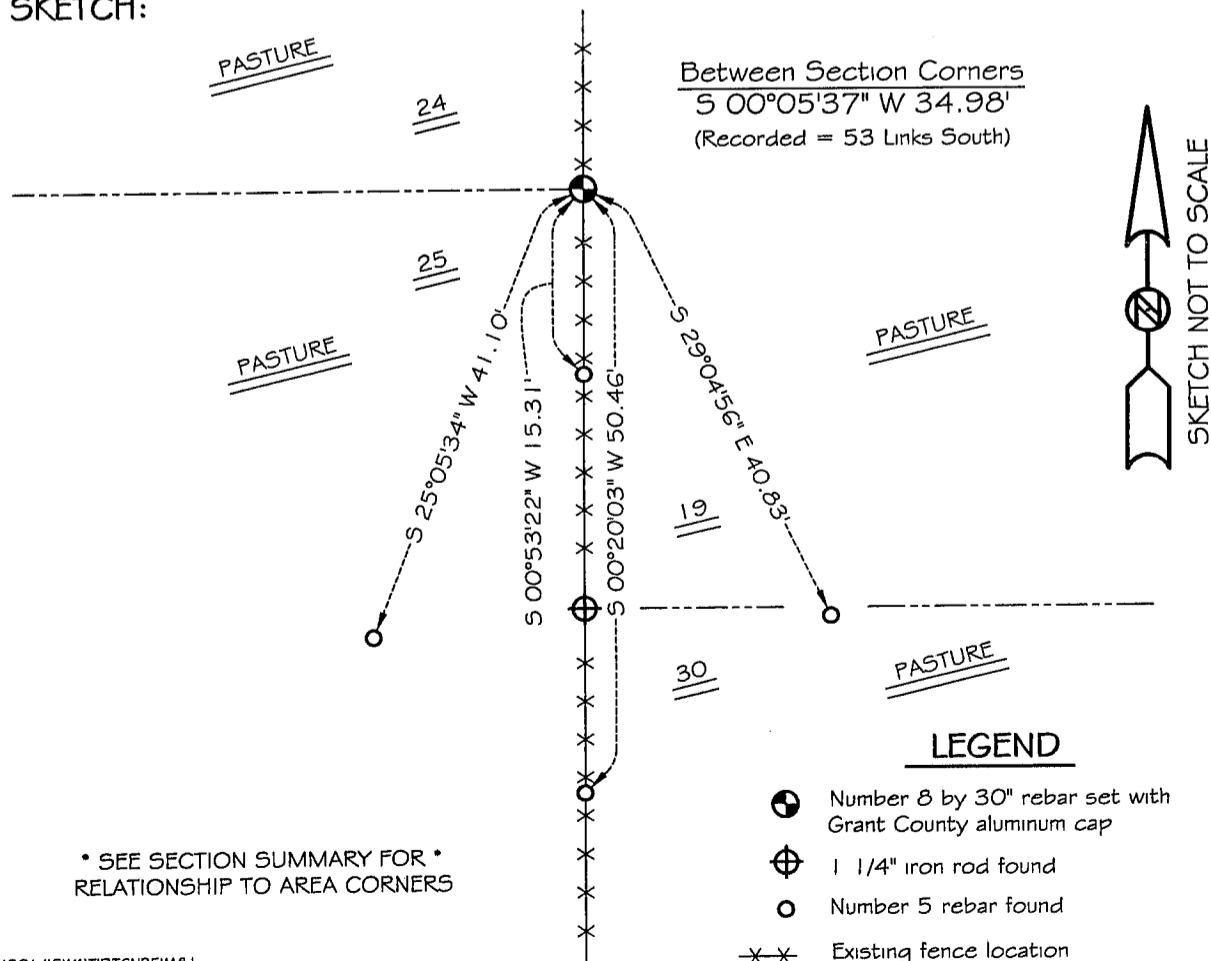 SKETCH:
PASTURE
24
Between Section Corners
S 00°05'37" W 34.98'
(Recorded = 53 Links South)
25
PASTURE
PASTURE
SKETCH NOT TO SCALE
N
S 25°05'34" W 41.10'
S 00°53'22" W 15.31'
S 00°20'03" W 50.46'
S 29°04'56" E 40.83'
19
30
PASTURE
LEGEND
Number 8 by 30" rebar set with
Grant County aluminum cap
1 1/4" iron rod found
Number 5 rebar found
Existing fence location
* SEE SECTION SUMMARY FOR *
RELATIONSHIP TO AREA CORNERS